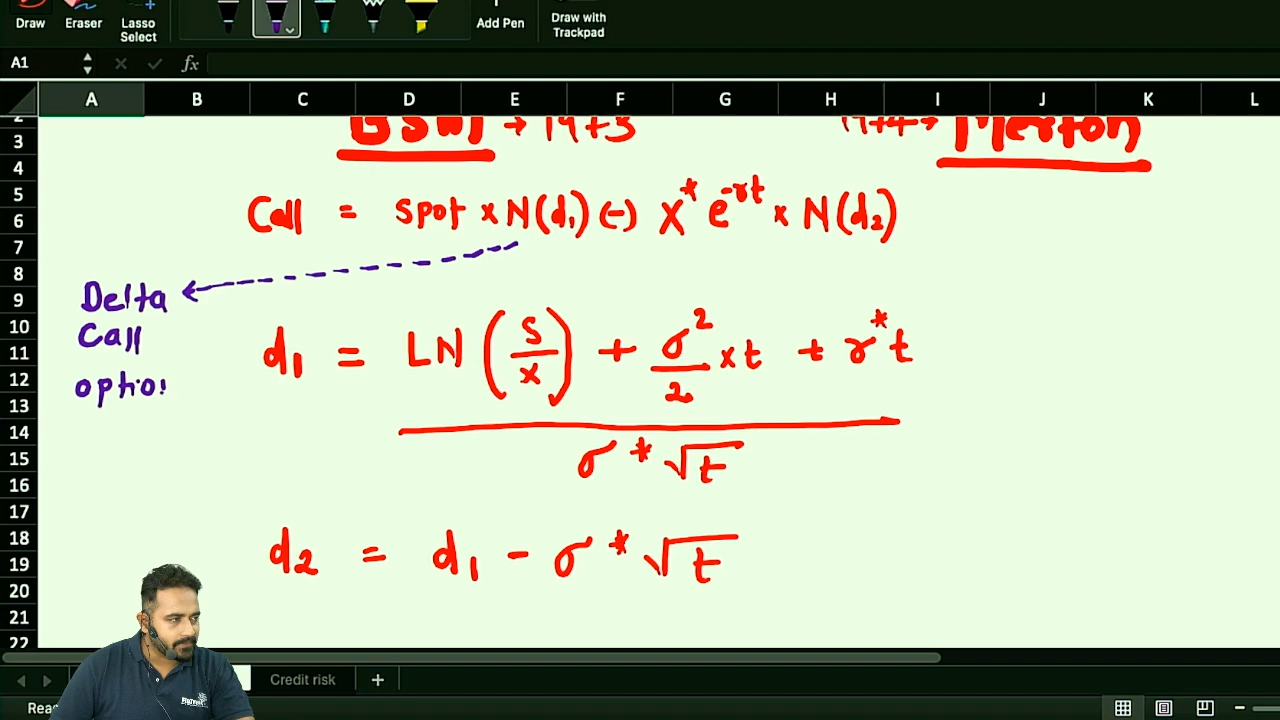 Draw Eraser Lasso Select Add Pen Draw with Trackpad
A1 fx
A B C D E F G H I J K L
BSM → 19+3 Merton
Call = Spot x N(d1) (-) X* e^-rt x N(d2)
Delta Call option
d1 = LN (S/X) + σ²/2 x t + r*t
σ * √t
d2 = d1 - σ * √t
2
3
4
5
6
7
8
9
10
11
12
13
14
15
16
17
18
19
20
21
22
Credit risk +